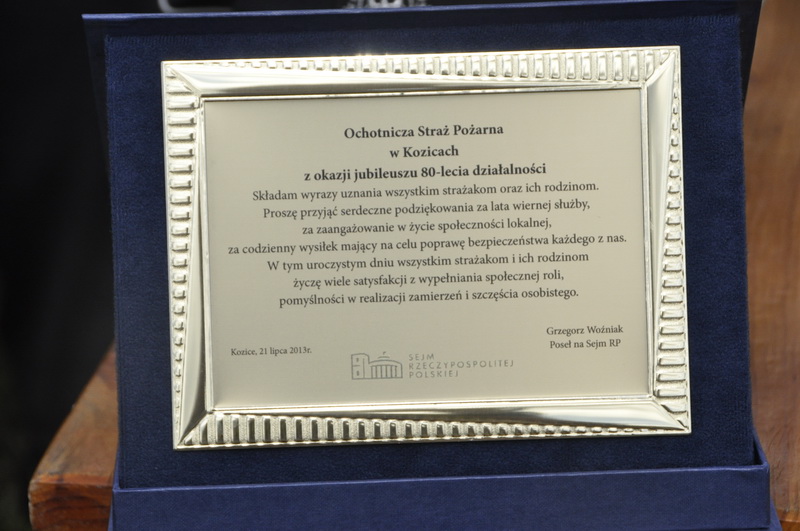 Ochotnicza Straż Pożarna
w Kozicach
z okazji jubileuszu 80-lecia działalności
Składam wyrazy uznania wszystkim strażakom oraz ich rodzinom.
Proszę przyjąć serdeczne podziękowania za lata wiernej służby,
za zaangażowanie w życie społeczności lokalnej,
za codzienny wysiłek mający na celu poprawę bezpieczeństwa każdego z nas.
W tym uroczystym dniu wszystkim strażakom i ich rodzinom
życzę wiele satysfakcji z wypełniania społecznej roli,
pomyślności w realizacji zamierzeń i szczęścia osobistego.
Grzegorz Woźniak
Poseł na Sejm RP
Kozice, 21 lipca 2013r.
SEJM
RZECZYPOSPOLITEJ
POLSKIEJ